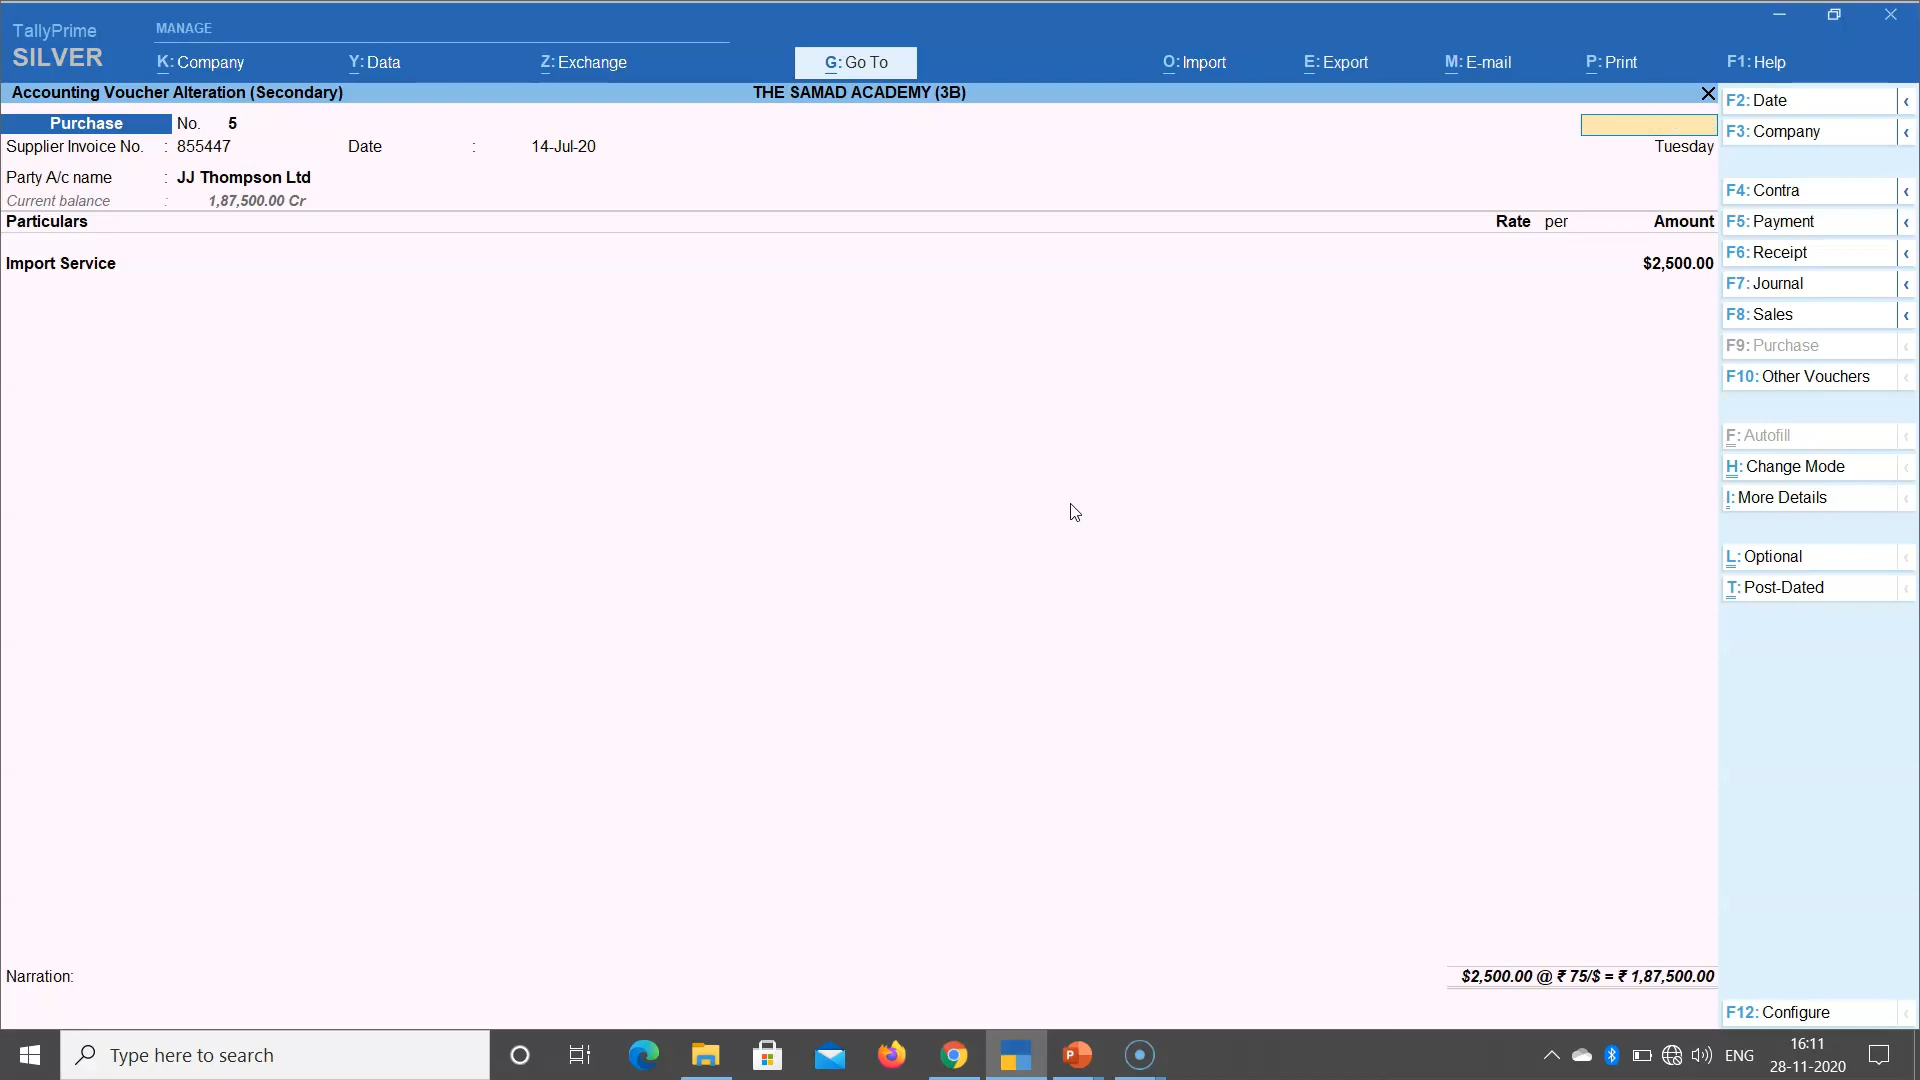 TallyPrime
SILVER
MANAGE
K: Company
Y: Data
Z: Exchange
G: Go To
O: Import
E: Export
M: E-mail
P: Print
F1: Help
Accounting Voucher Alteration (Secondary)
THE SAMAD ACADEMY (3B)
Purchase No. 5
Supplier Invoice No. : 855447 Date : 14-Jul-20
Tuesday
Party A/c name : JJ Thompson Ltd
Current balance : 1,87,500.00 Cr
Particulars Rate per Amount
Import Service $2,500.00
Narration: $2,500.00 @ ₹ 75/$ = ₹ 1,87,500.00
F2: Date
F3: Company
F4: Contra
F5: Payment
F6: Receipt
F7: Journal
F8: Sales
F9: Purchase
F10: Other Vouchers
F: Autofill
H: Change Mode
I: More Details
L: Optional
T: Post-Dated
F12: Configure
Type here to search
ENG
16:11
28-11-2020